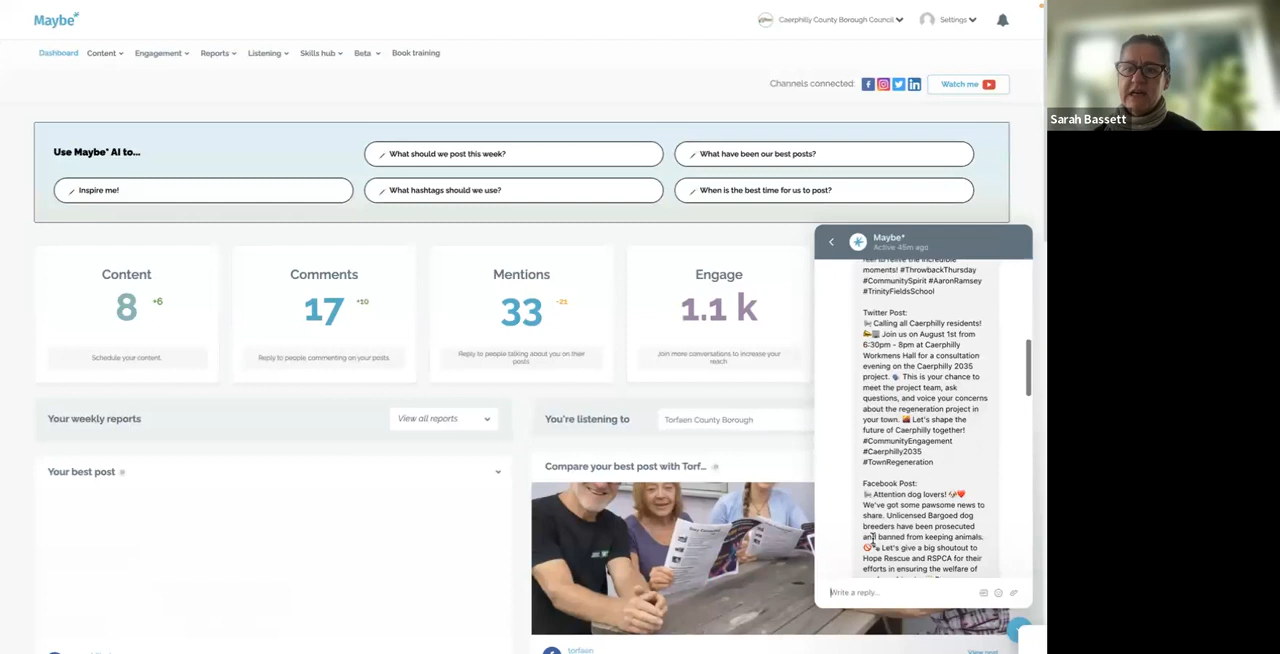 Maybe*
Caerphilly County Borough Council
Settings
Dashboard
Content
Engagement
Reports
Listening
Skills hub
Beta
Book training
Channels connected:
Watch me
Use Maybe* AI to...
What should we post this week?
What have been our best posts?
Inspire me!
What hashtags should we use?
When is the best time for us to post?
Content
8 +6
Schedule your content.
Comments
17 +10
Reply to people commenting on your posts.
Mentions
33 -21
Reply to people talking about you on their
posts
Engage
1.1 k
Join more conversations to increase your
reach
Your weekly reports
View all reports
You're listening to
Torfaen County Borough
Your best post
Compare your best post with Torf...
torfaen
View post
Maybe*
Active 45m ago
reel to relive the incredible
moments! #ThrowbackThursday
#CommunitySpirit #AaronRamsey
#TrinityFieldsSchool
Twitter Post:
Calling all Caerphilly residents!
Join us on August 1st from
6:30pm - 8pm at Caerphilly
Workmens Hall for a consultation
evening on the Caerphilly 2035
project. This is your chance to
meet the project team, ask
questions, and voice your concerns
about the regeneration project in
your town. Let's shape the
future of Caerphilly together!
#CommunityEngagement
#Caerphilly2035
#TownRegeneration
Facebook Post:
Attention dog lovers!
We've got some pawsome news to
share. Unlicensed Bargoed dog
breeders have been prosecuted
and banned from keeping animals.
Let's give a big shoutout to
Hope Rescue and RSPCA for their
efforts in ensuring the welfare of
Write a reply...
Sarah Bassett